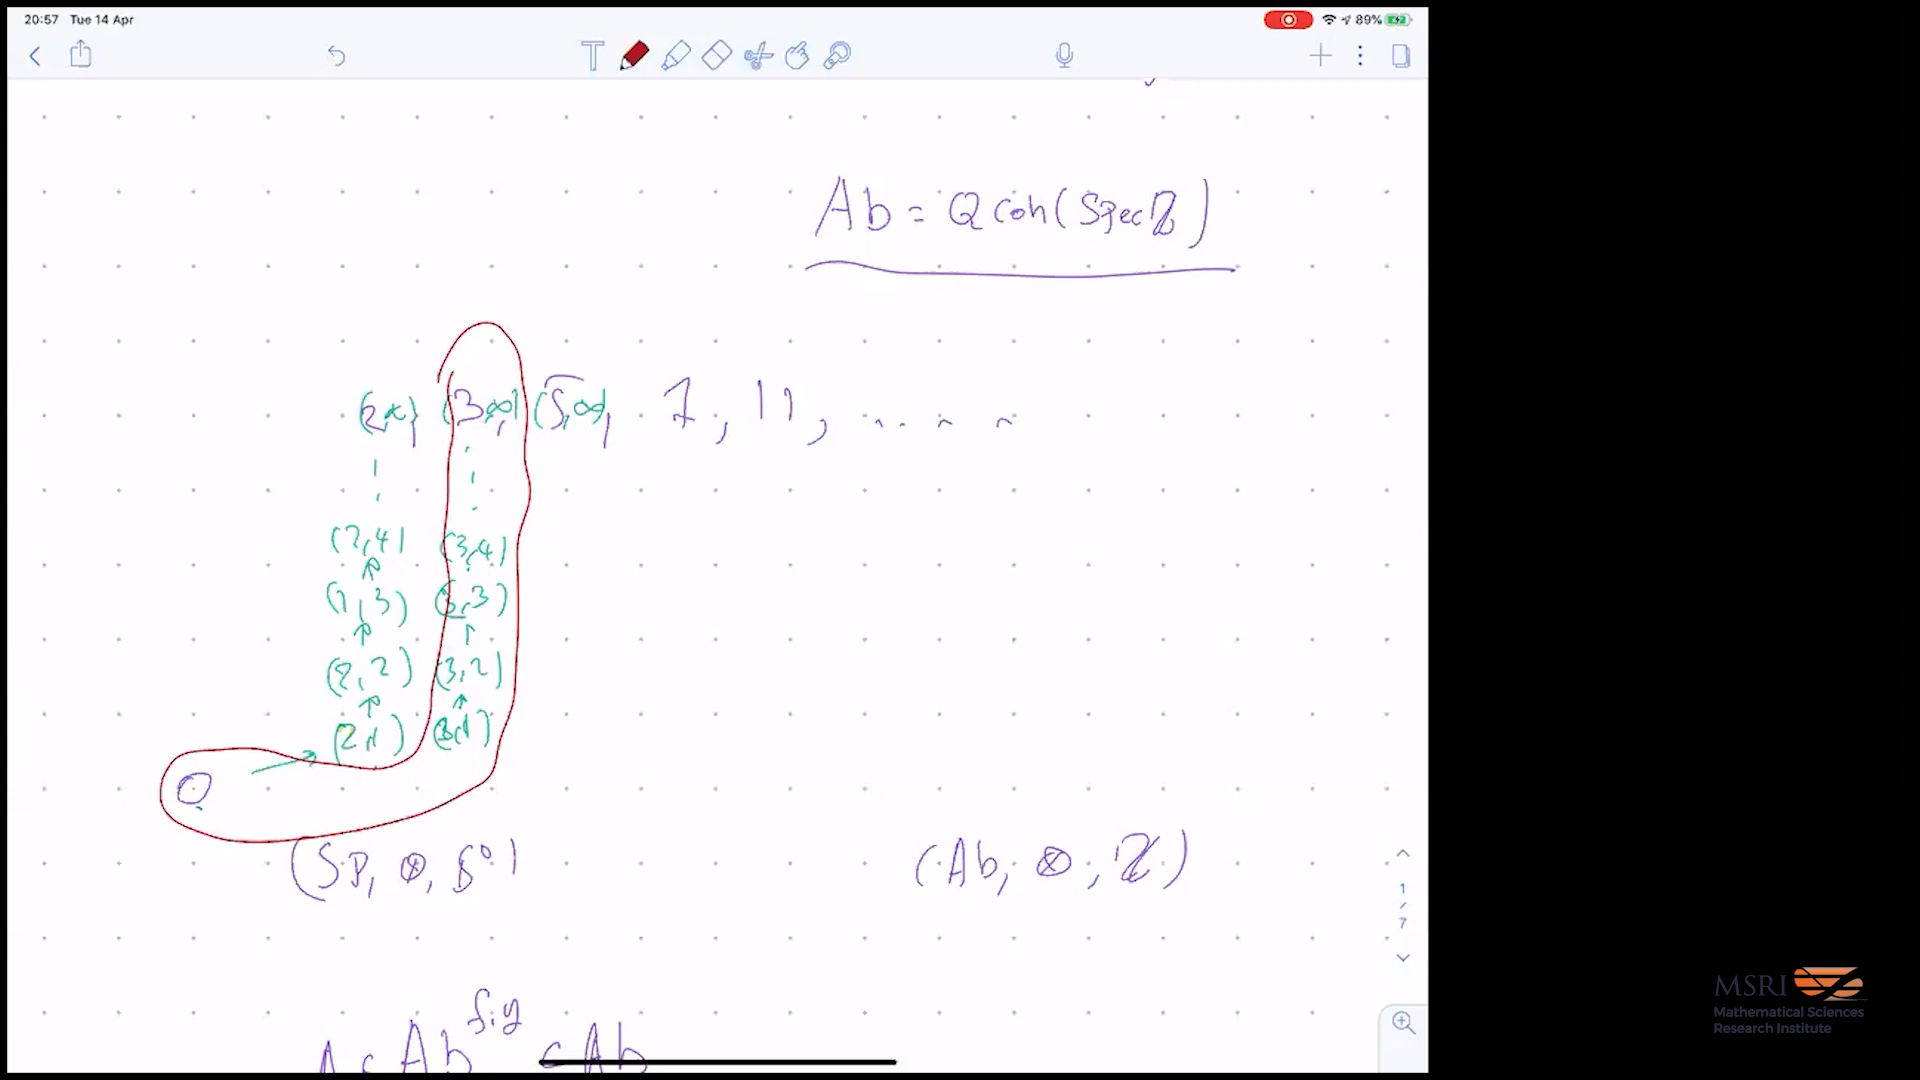 20:57 Tue 14 Apr
89%
Ab = QCoh(Spec ℤ)
(2,∞) (3,∞) (5,∞), 7, 11, ....
(2,4) (3,4)
(2,3) (3,3)
(2,2) (3,2)
(2,1) (3,1)
0
(Sp, ⊗, S⁰) (Ab, ⊗, ℤ)
1
/
7
Ab^{f.g} ⊂ Ab
MSRI
Mathematical Sciences
Research Institute